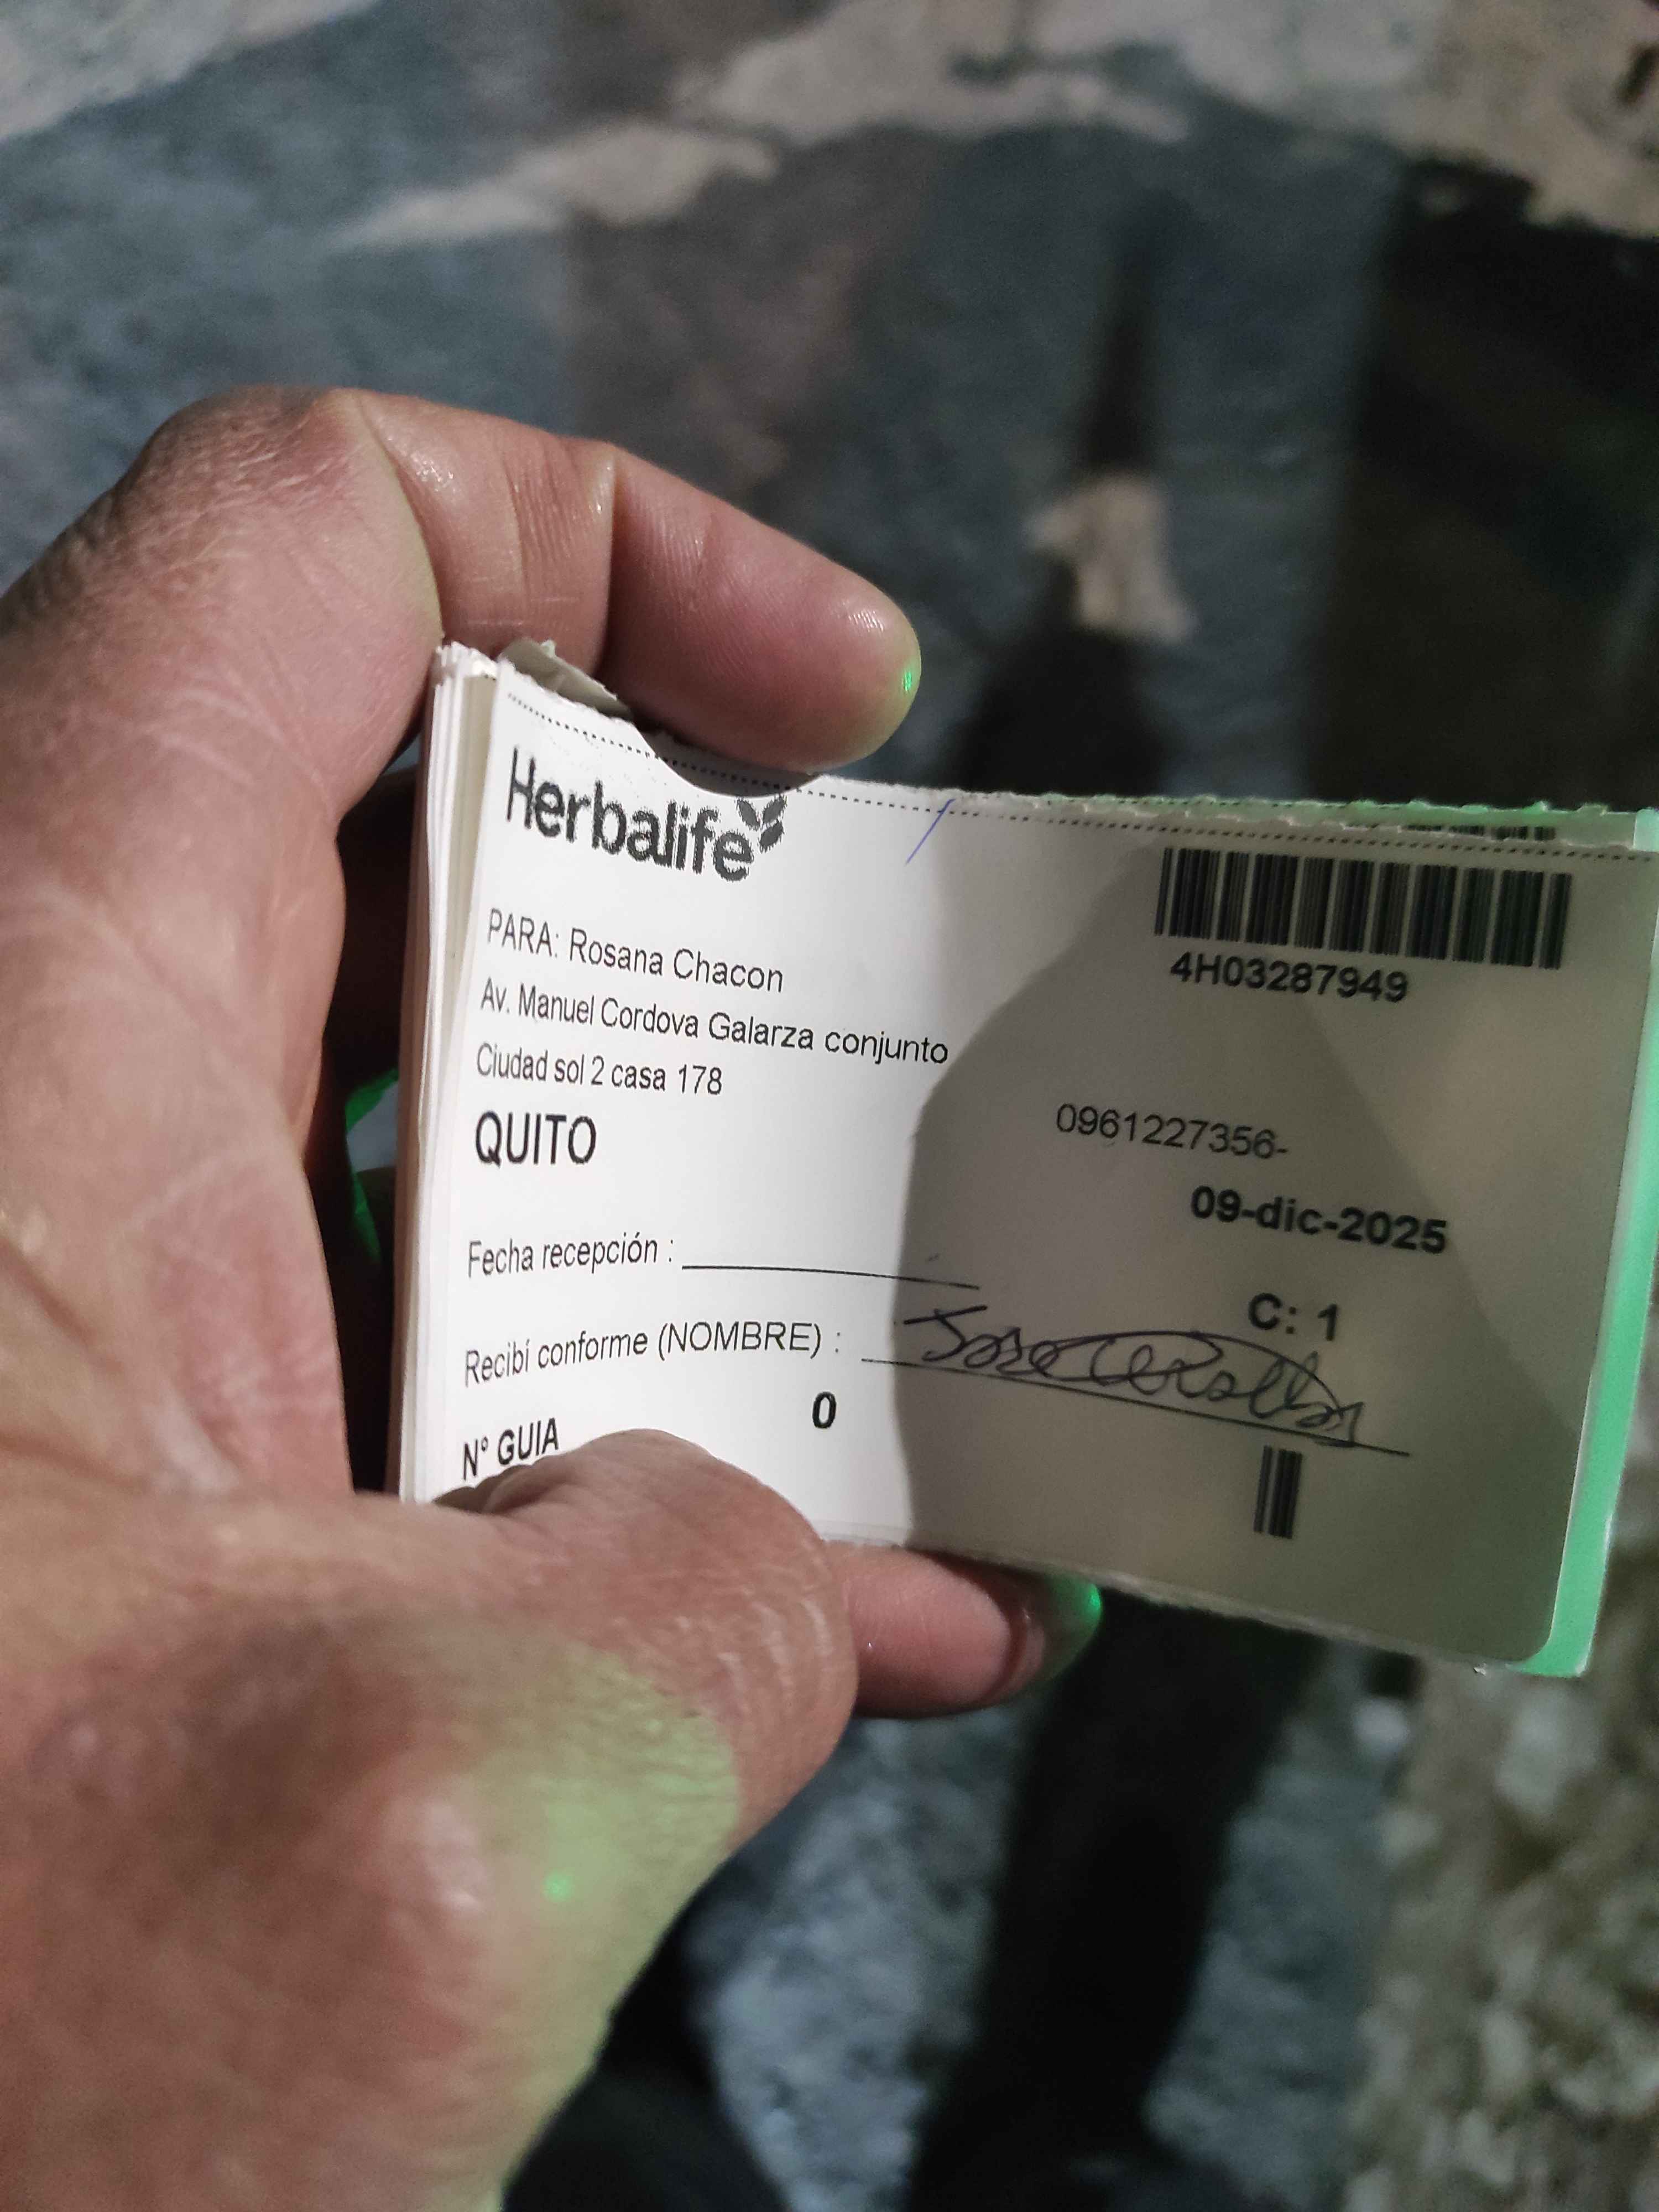 Herbalife
4H03287949
PARA: Rosana Chacon
Av. Manuel Cordova Galarza conjunto
Ciudad sol 2 casa 178
QUITO
0961227356-
09-dic-2025
Fecha recepción :
C: 1
Recibí conforme (NOMBRE) : Jose
N° GUIA
0